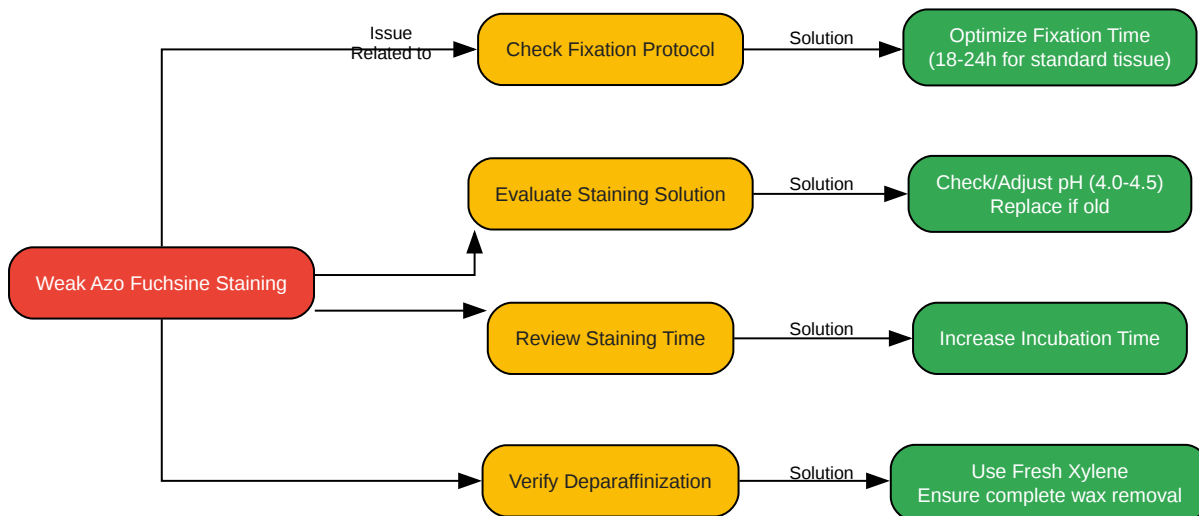 Issue
Related to
Check Fixation Protocol
Solution
Optimize Fixation Time
(18-24h for standard tissue)
Evaluate Staining Solution
Solution
Check/Adjust pH (4.0-4.5)
Replace if old
Weak Azo Fuchsine Staining
Review Staining Time
Solution
Increase Incubation Time
Verify Deparaffinization
Solution
Use Fresh Xylene
Ensure complete wax removal